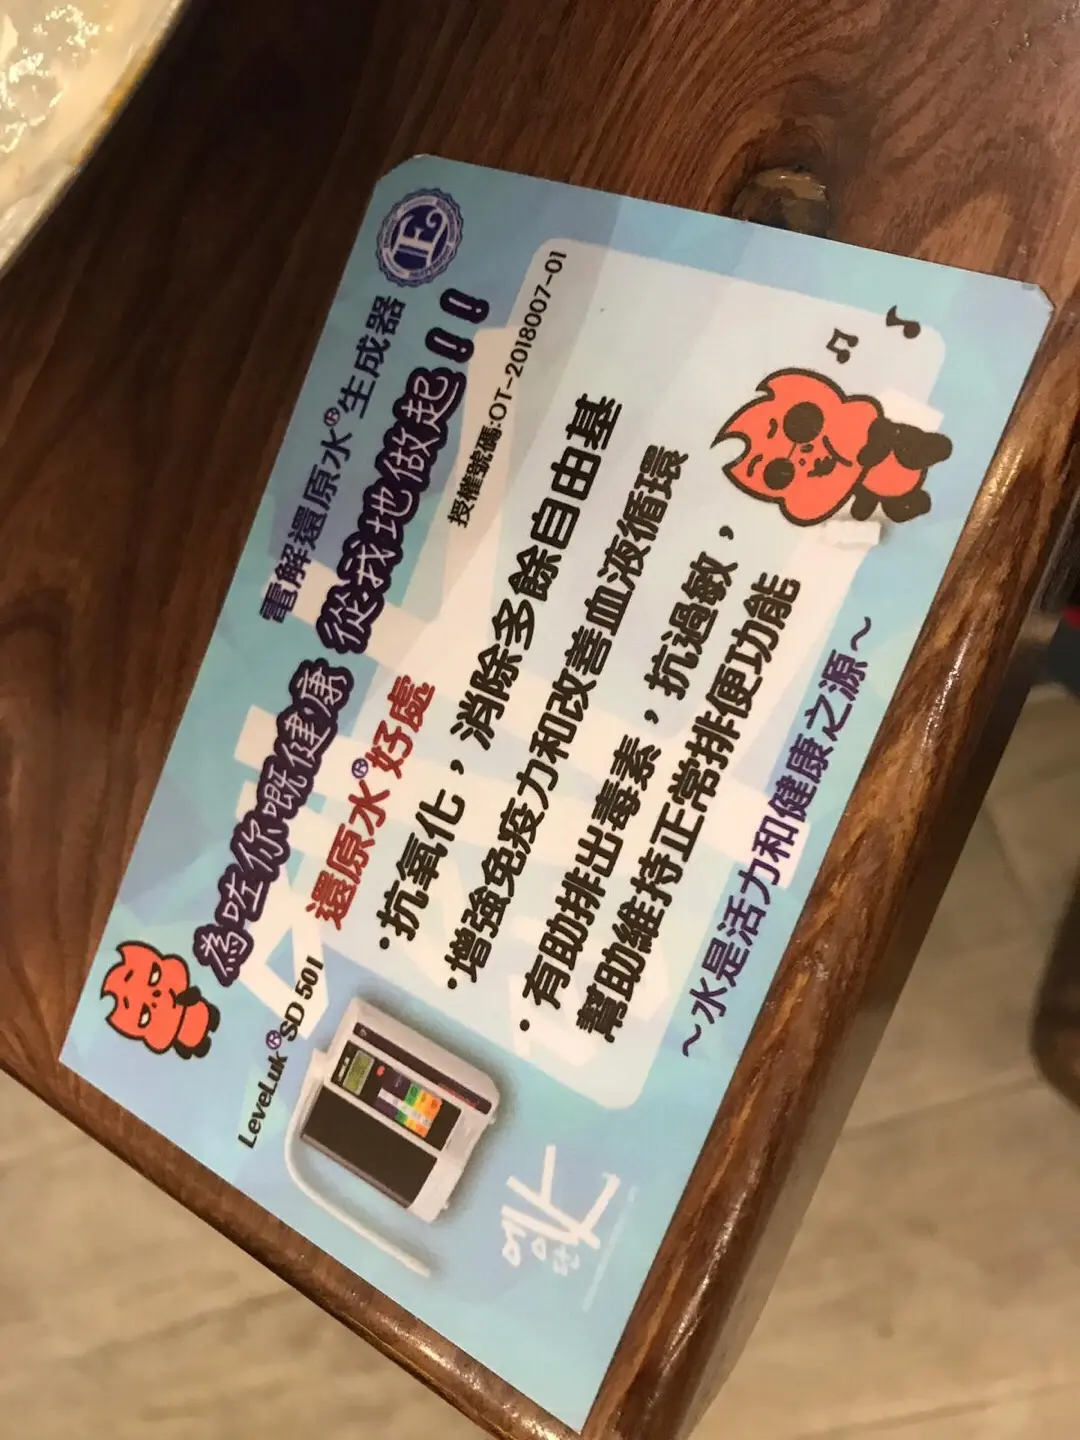 電解還原水®生成器
為咗你嘅健康 從找地做起!!
授權號碼:OT-2018007-01
LeveLuk®SD 501
還原水®好處
·抗氧化，消除多餘自由基
·增強免疫力和改善血液循環
·有助排出毒素，抗過敏，
幫助維持正常排便功能
~水是活力和健康之源~